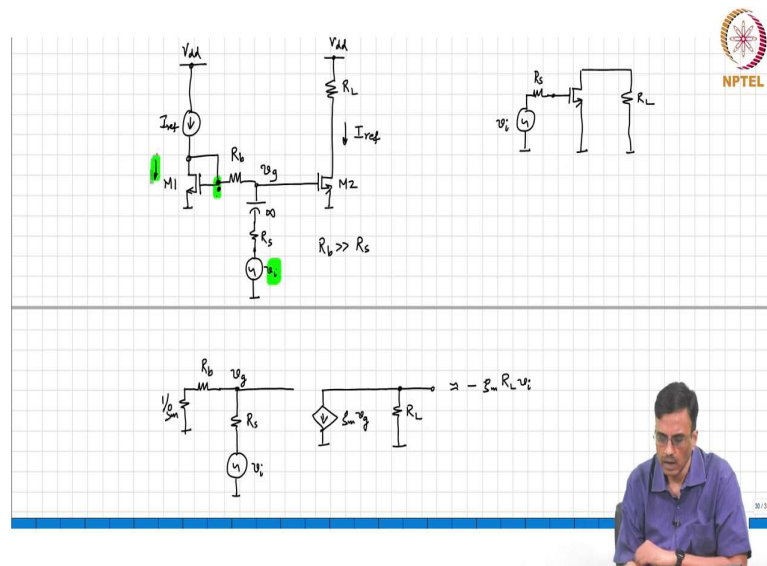 Vdd
Vdd
NPTEL
RL
Rs
Iref
Iref
vi
RL
Rb
vg
M1
M2
∞
Rs
Rb >> Rs
vi
Rb
vg
1/gm
Rs
gm vg
RL
≈ - gm RL vi
vi